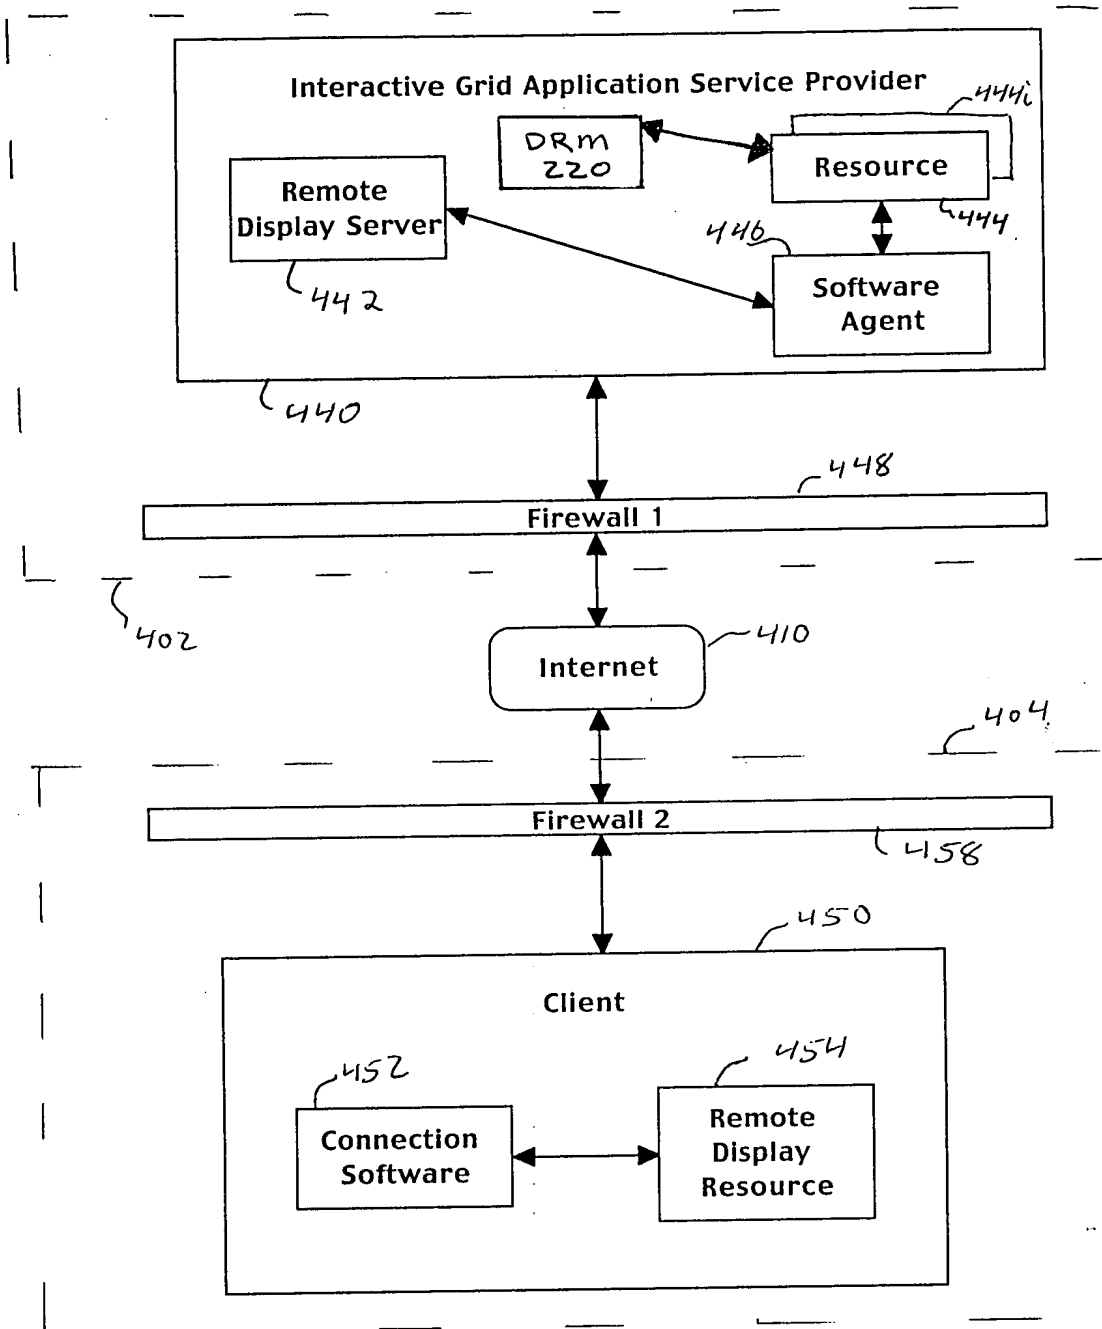 Interactive Grid Application Service Provider
444i
DRM
220
Resource
444
Remote
Display Server
442
446
Software
Agent
440
448
Firewall 1
402
Internet
410
404
Firewall 2
458
450
Client
452
Connection
Software
454
Remote
Display
Resource